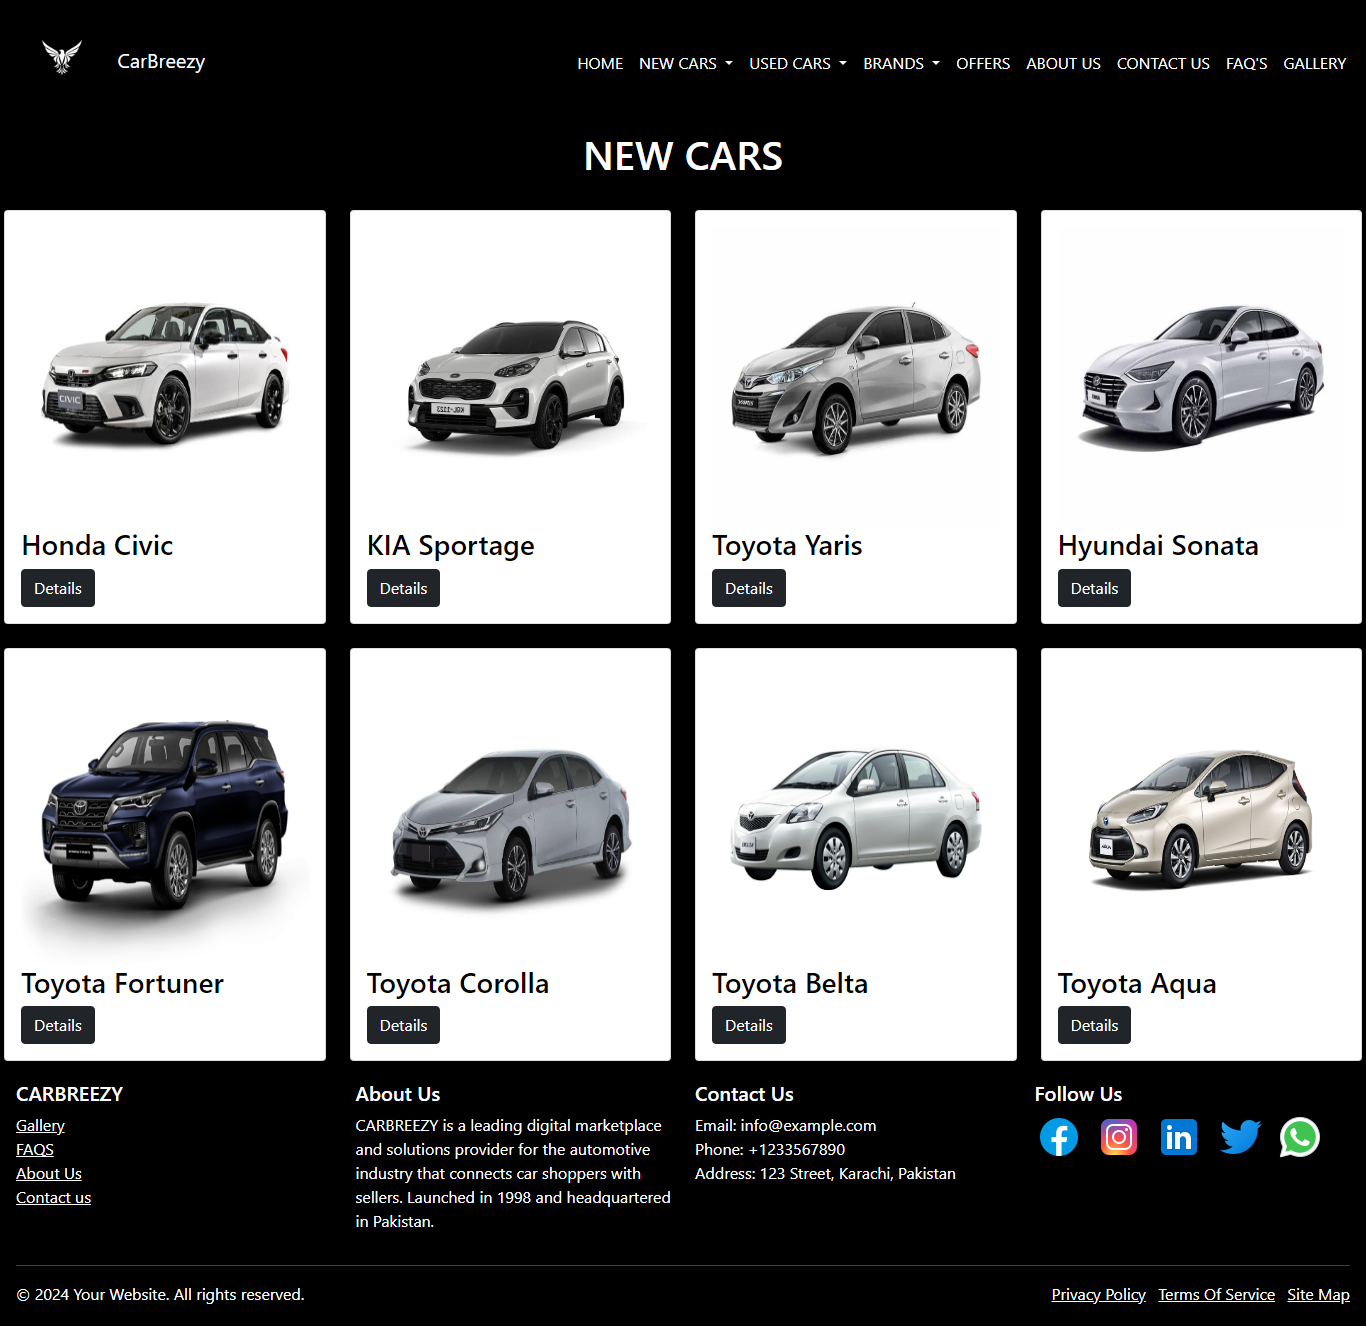 CarBreezy
HOME NEW CARS USED CARS BRANDS OFFERS ABOUT US CONTACT US FAQ'S GALLERY
NEW CARS
CIVIC
Honda Civic
Details
KIA Sportage
Details
Toyota Yaris
Details
Hyundai Sonata
Details
Toyota Fortuner
Details
Toyota Corolla
Details
Toyota Belta
Details
Toyota Aqua
Details
CARBREEZY
Gallery
FAQS
About Us
Contact us
About Us
CARBREEZY is a leading digital marketplace
and solutions provider for the automotive
industry that connects car shoppers with
sellers. Launched in 1998 and headquartered
in Pakistan.
Contact Us
Email: info@example.com
Phone: +1233567890
Address: 123 Street, Karachi, Pakistan
Follow Us
© 2024 Your Website. All rights reserved.
Privacy Policy Terms Of Service Site Map